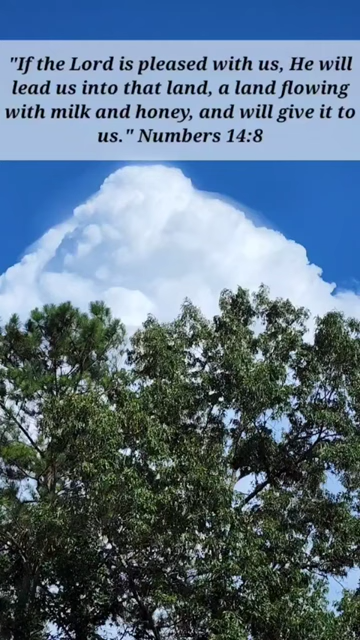 "If the Lord is pleased with us, He will
lead us into that land, a land flowing
with milk and honey, and will give it to
us." Numbers 14:8